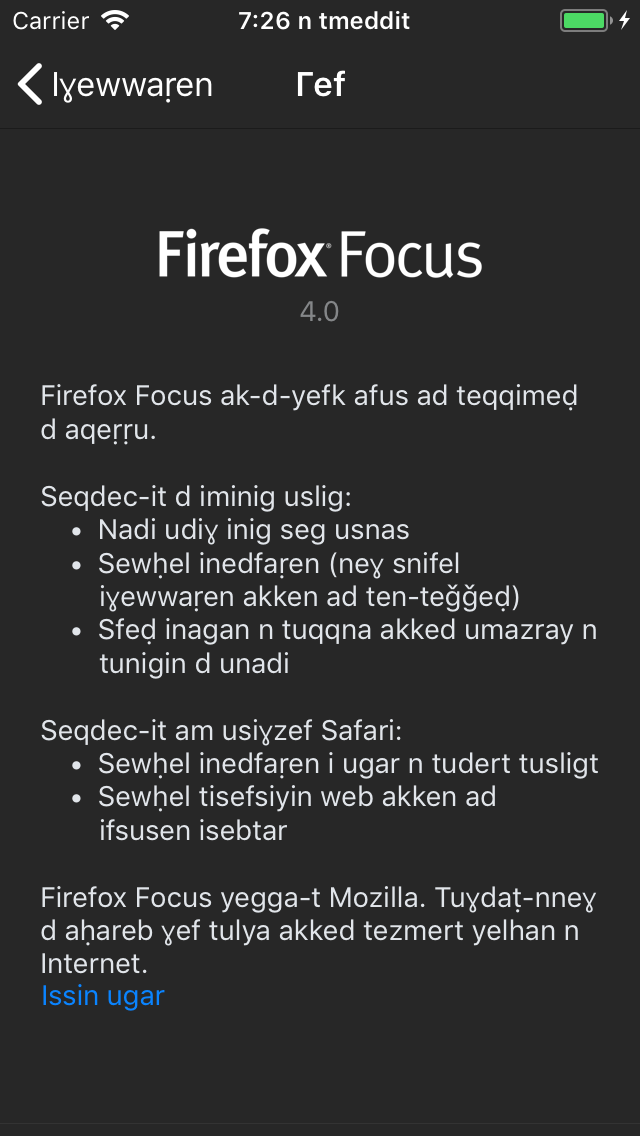 Carrier 7:26 n tmeddit
Iɣewwaṛen Γef
Firefox Focus
4.0
Firefox Focus ak-d-yefk afus ad teqqimeḍ
d aqeṛṛu.
Seqdec-it d iminig uslig:
• Nadi udiɣ inig seg usnas
• Sewḥel inedfaṛen (neɣ snifel
iɣewwaṛen akken ad ten-teǧǧeḍ)
• Sfeḍ inagan n tuqqna akked umazray n
tunigin d unadi
Seqdec-it am usiɣzef Safari:
• Sewḥel inedfaṛen i ugar n tudert tusligt
• Sewḥel tisefsiyin web akken ad
ifsusen isebtar
Firefox Focus yegga-t Mozilla. Tuɣdaṭ-nneɣ
d aḥareb ɣef tulya akked tezmert yelhan n
Internet.
Issin ugar